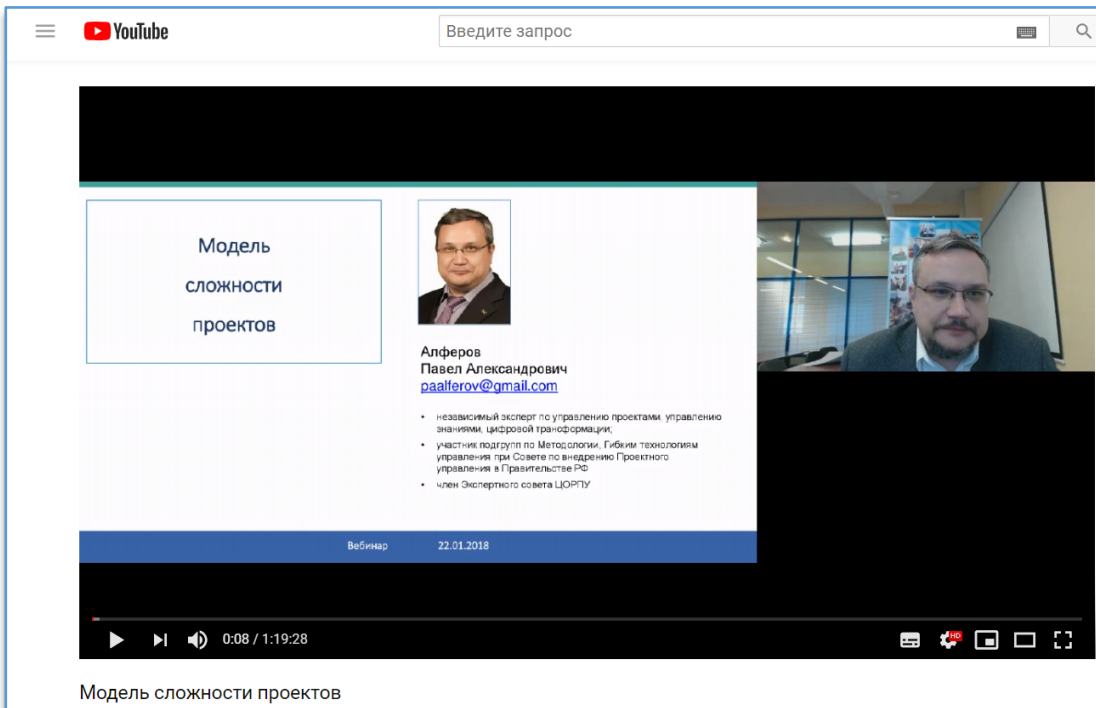 YouTube
Введите запрос
Модель
сложности
проектов
Алферов
Павел Александрович
paalferov@gmail.com
• независимый эксперт по управлению проектами, управлению
знаниями, цифровой трансформации;
• участник подгрупп по Методологии, Гибким технологиям
управления при Совете по внедрению Проектного
управления в Правительстве РФ
• член Экспертного совета ЦОРПУ
Вебинар 22.01.2018
0:08 / 1:19:28
HD
Модель сложности проектов